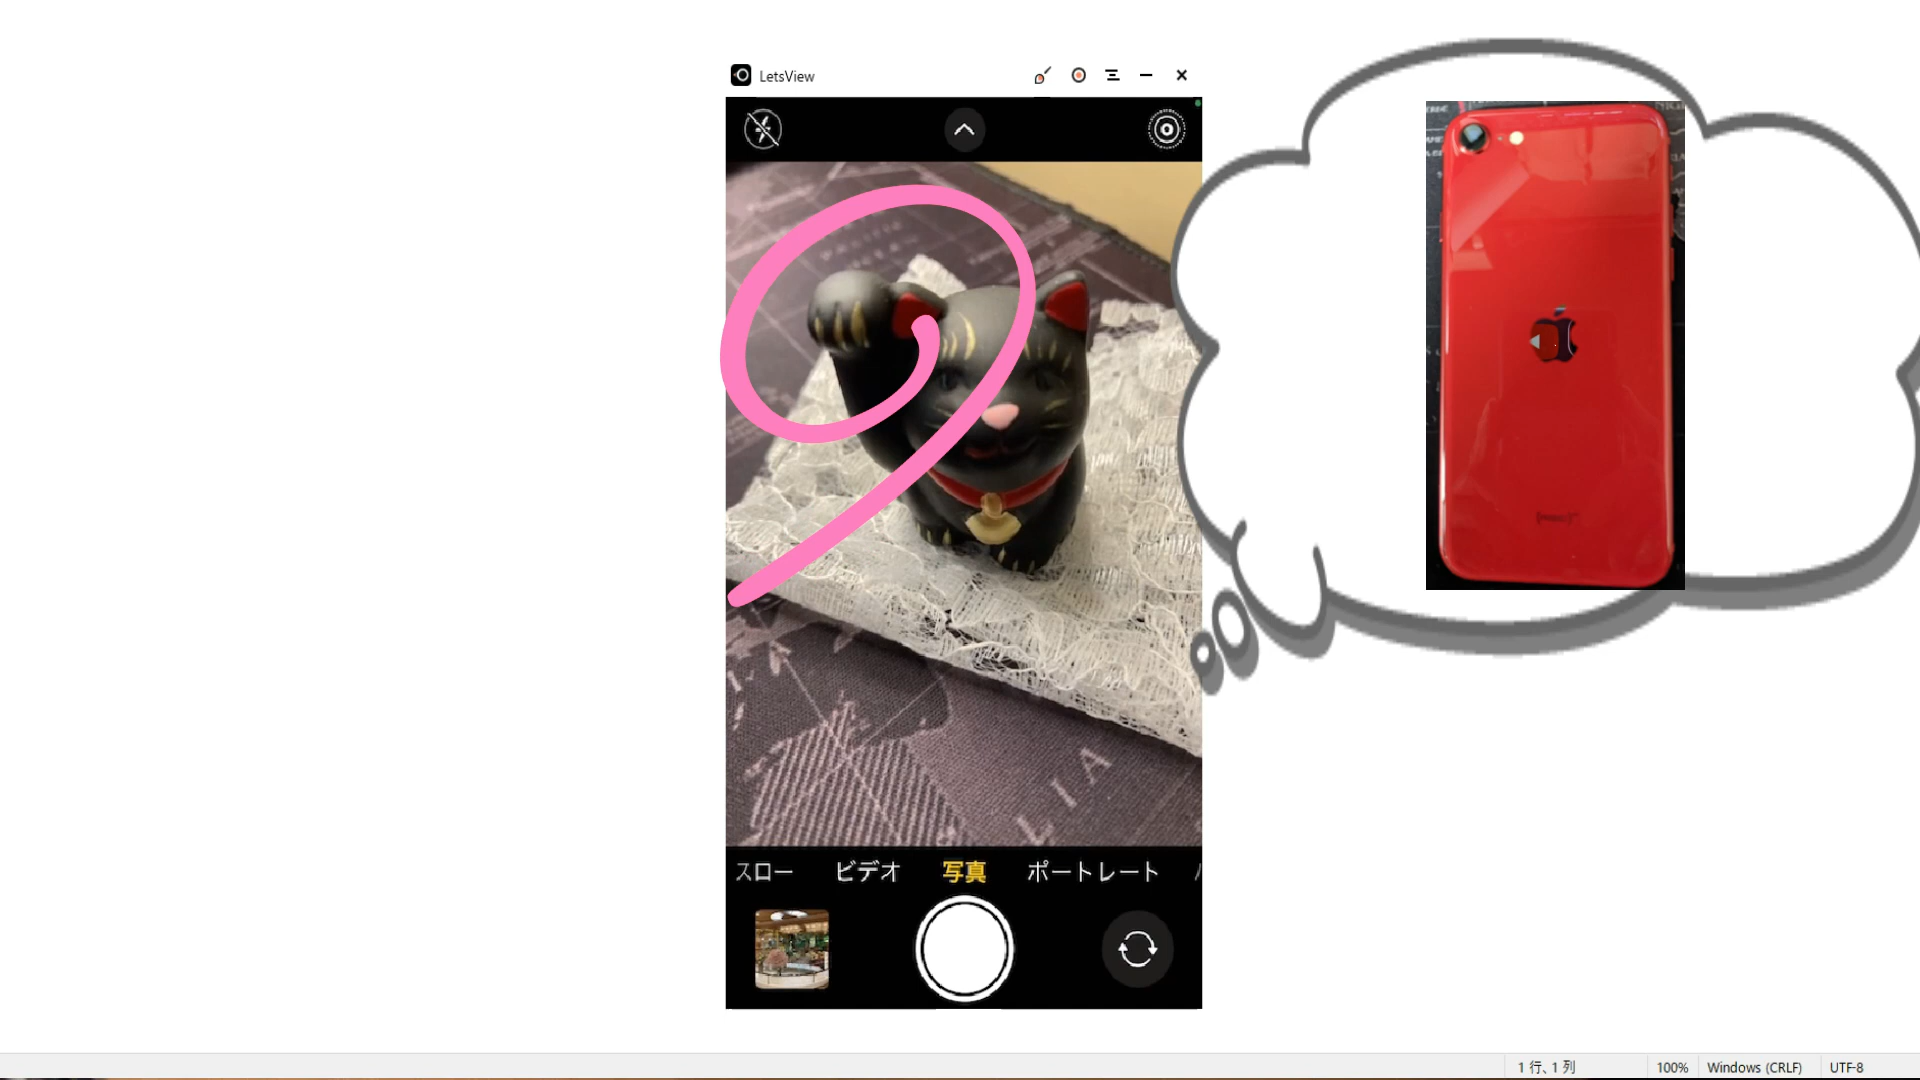 LetsView
I A
スロー ビデオ 写真 ポートレート
1 行、1 列 100% Windows (CRLF) UTF-8